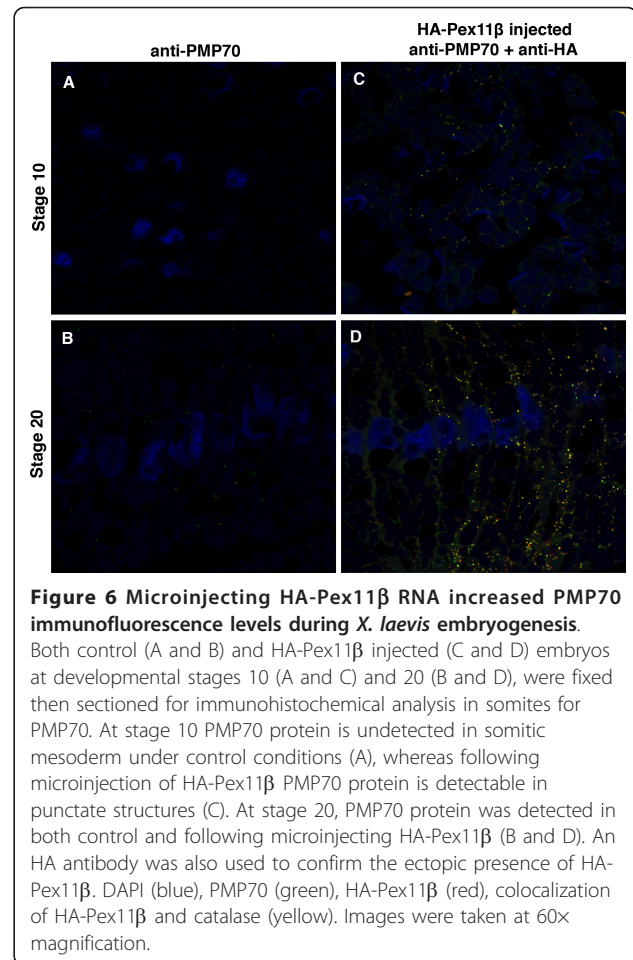 anti-PMP70
HA-Pex11β injected
anti-PMP70 + anti-HA
A
C
Stage 10
B
D
Stage 20
Figure 6 Microinjecting HA-Pex11β RNA increased PMP70
immunofluorescence levels during X. laevis embryogenesis.
Both control (A and B) and HA-Pex11β injected (C and D) embryos
at developmental stages 10 (A and C) and 20 (B and D), were fixed
then sectioned for immunohistochemical analysis in somites for
PMP70. At stage 10 PMP70 protein is undetected in somitic
mesoderm under control conditions (A), whereas following
microinjection of HA-Pex11β PMP70 protein is detectable in
punctate structures (C). At stage 20, PMP70 protein was detected in
both control and following microinjecting HA-Pex11β (B and D). An
HA antibody was also used to confirm the ectopic presence of HA-
Pex11β. DAPI (blue), PMP70 (green), HA-Pex11β (red), colocalization
of HA-Pex11β and catalase (yellow). Images were taken at 60×
magnification.